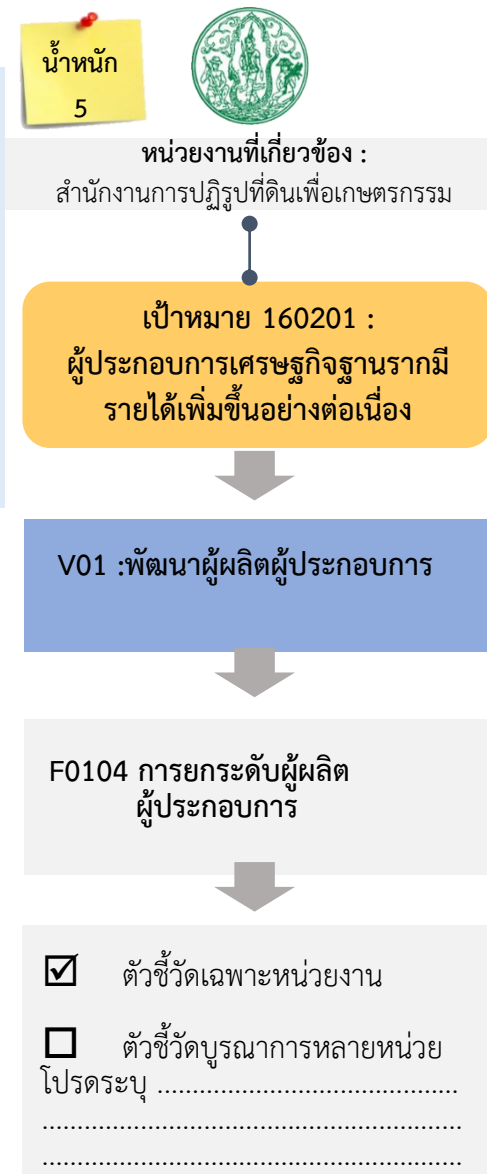 น้ำหนัก
5
หน่วยงานที่เกี่ยวข้อง :
สำนักงานการปฏิรูปที่ดินเพื่อเกษตรกรรม
เป้าหมาย 160201 :
ผู้ประกอบการเศรษฐกิจฐานรากมี
รายได้เพิ่มขึ้นอย่างต่อเนื่อง
V01 :พัฒนาผู้ผลิตผู้ประกอบการ
F0104 การยกระดับผู้ผลิต
ผู้ประกอบการ
☑ ตัวชี้วัดเฉพาะหน่วยงาน
☐ ตัวชี้วัดบูรณาการหลายหน่วย
โปรดระบุ ...........................................
............................................................
............................................................